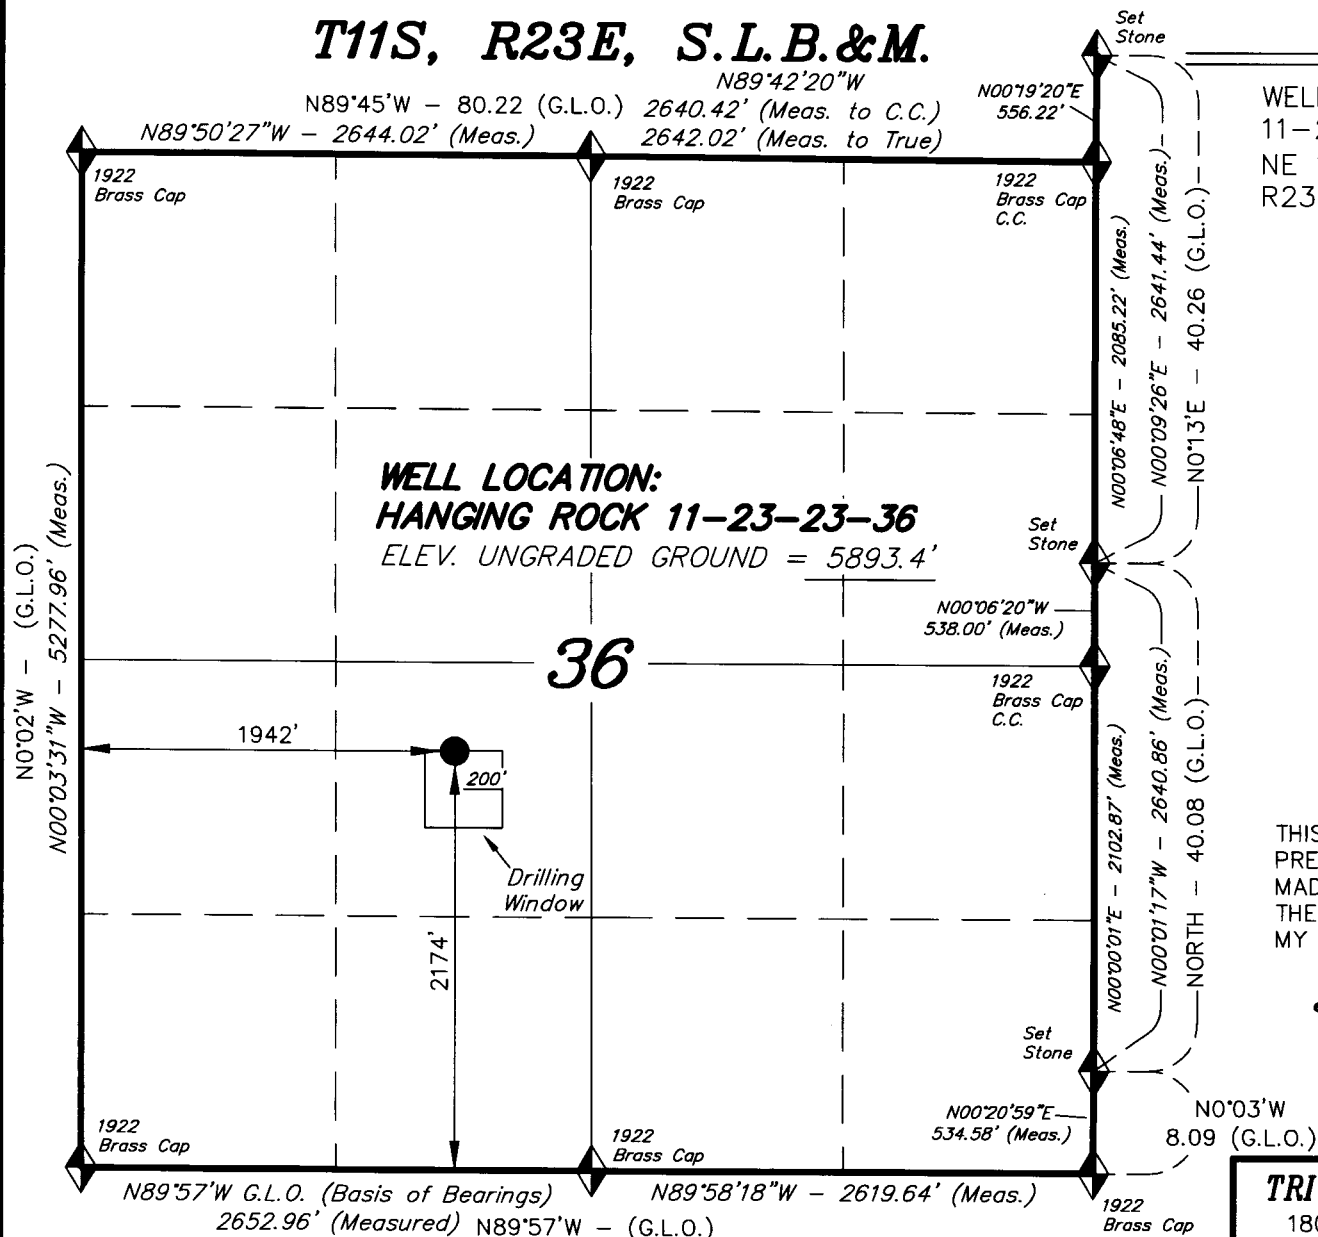 T11S, R23E, S.L.B.&M.
Set
Stone
N89°42'20"W
N89°45'W – 80.22 (G.L.O.)
2640.42' (Meas. to C.C.)
N00°19'20"E
556.22'
N89°50'27"W – 2644.02' (Meas.)
2642.02' (Meas. to True)
WELL
11-2
NE
R23
1922
Brass Cap
1922
Brass Cap
1922
Brass Cap
C.C.
N00°06'48"E – 2085.22' (Meas.)
N00°09'26"E – 2641.44' (Meas.)
N0°13'E – 40.26 (G.L.O.)
WELL LOCATION:
HANGING ROCK 11-23-23-36
ELEV. UNGRADED GROUND = 5893.4'
N0°02'W – (G.L.O.)
N00°03'31"W – 5277.96' (Meas.)
Set
Stone
N00°06'20"W
538.00' (Meas.)
36
1922
Brass Cap
C.C.
1942'
200'
Drilling
Window
2174'
N00°00'01"E – 2102.87' (Meas.)
N00°01'17"W – 2640.86' (Meas.)
NORTH – 40.08 (G.L.O.)
THIS
PRE
MAD
THE
MY
Set
Stone
N00°20'59"E
534.58' (Meas.)
N0°03'W
8.09 (G.L.O.)
1922
Brass Cap
1922
Brass Cap
N89°57'W G.L.O. (Basis of Bearings)
2652.96' (Measured)
N89°57'W – (G.L.O.)
N89°58'18"W – 2619.64' (Meas.)
1922
Brass Cap
TRI
180